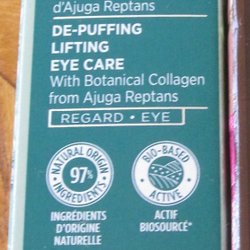 d'Ajuga Reptans
DE-PUFFING
LIFTING
EYE CARE
With Botanical Collagen
from Ajuga Reptans
REGARD • EYE
NATURAL ORIGIN
97%
INGREDIENTS
INGRÉDIENTS
D'ORIGINE
NATURELLE
BIO-BASED
ACTIVE
ACTIF
BIOSOURCÉ*